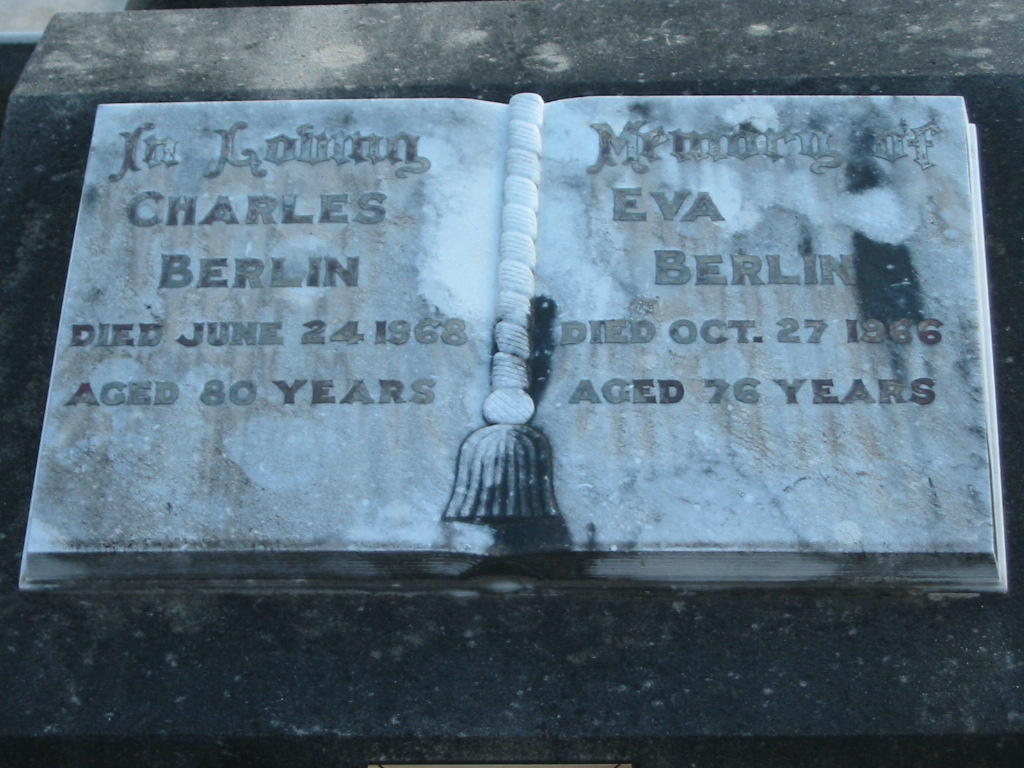 In Loving
CHARLES
BERLIN
DIED JUNE 24 1968
AGED 80 YEARS
Memory of
EVA
BERLIN
DIED OCT. 27 1966
AGED 76 YEARS